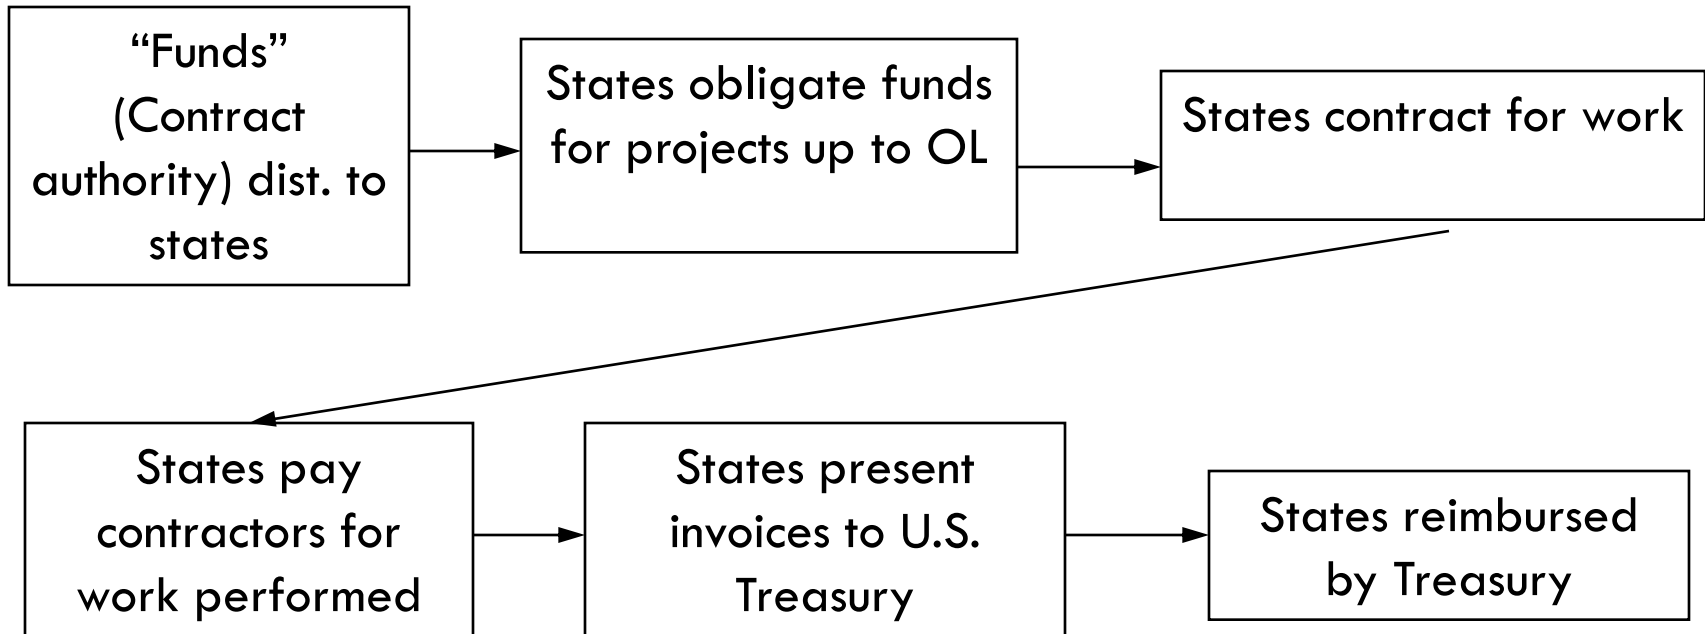 “Funds”
(Contract
authority) dist. to
states
States obligate funds
for projects up to OL
States contract for work
States pay
contractors for
work performed
States present
invoices to U.S.
Treasury
States reimbursed
by Treasury